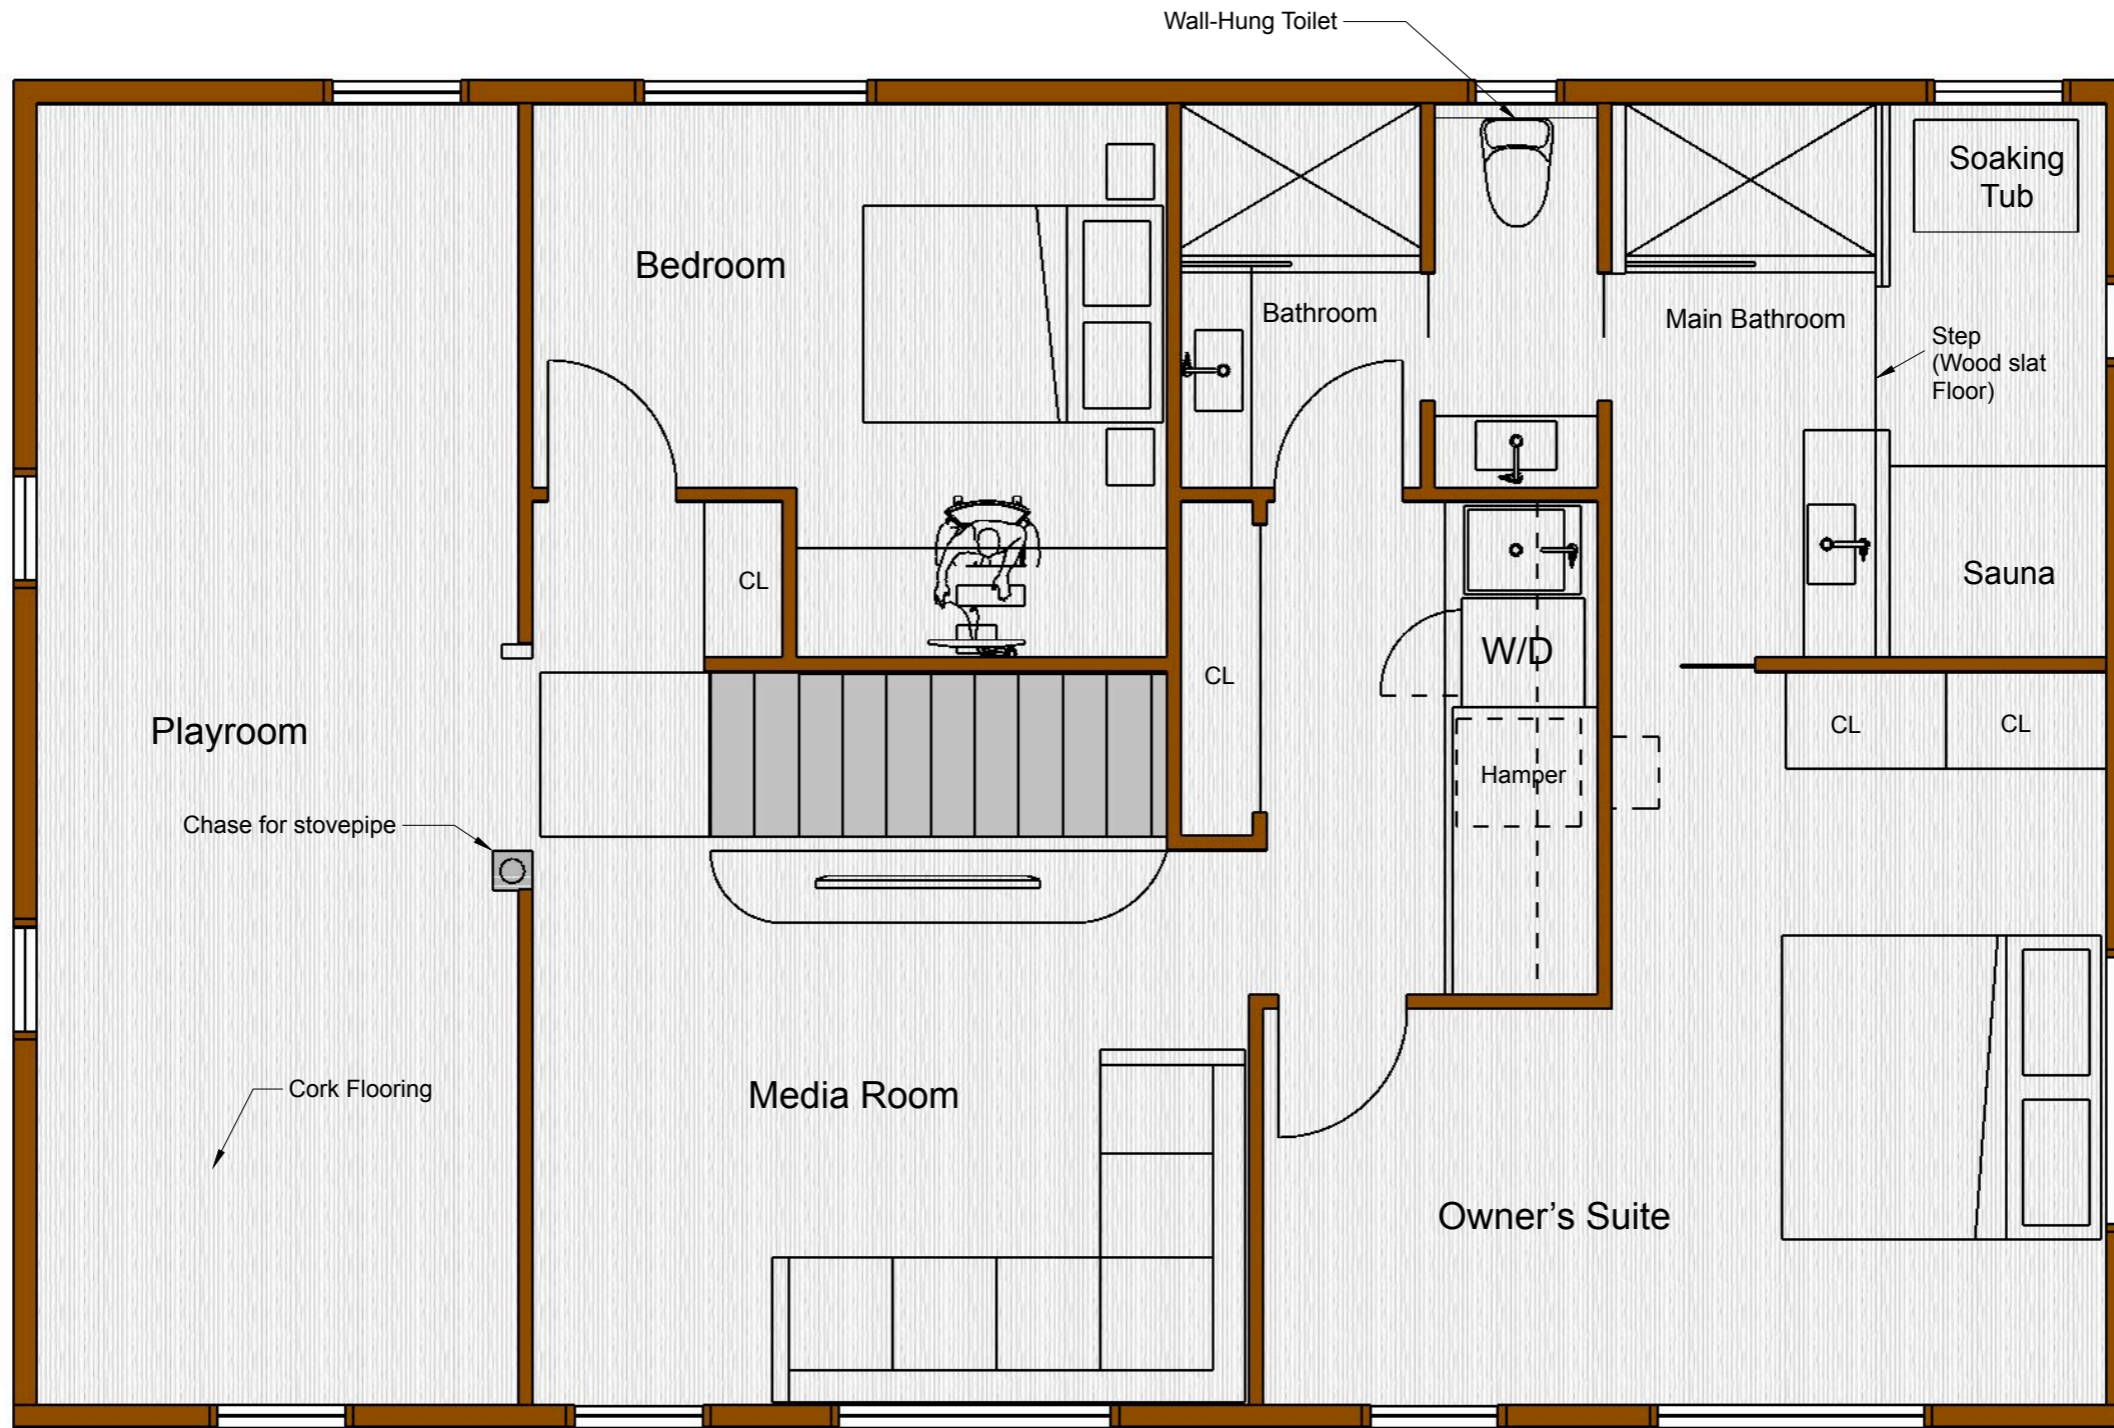 Wall-Hung Toilet
Soaking
Tub
Bedroom
Bathroom
Main Bathroom
Step
(Wood slat
Floor)
CL
Sauna
W/D
CL
Playroom
CL
CL
Hamper
Chase for stovepipe
Cork Flooring
Media Room
Owner’s Suite